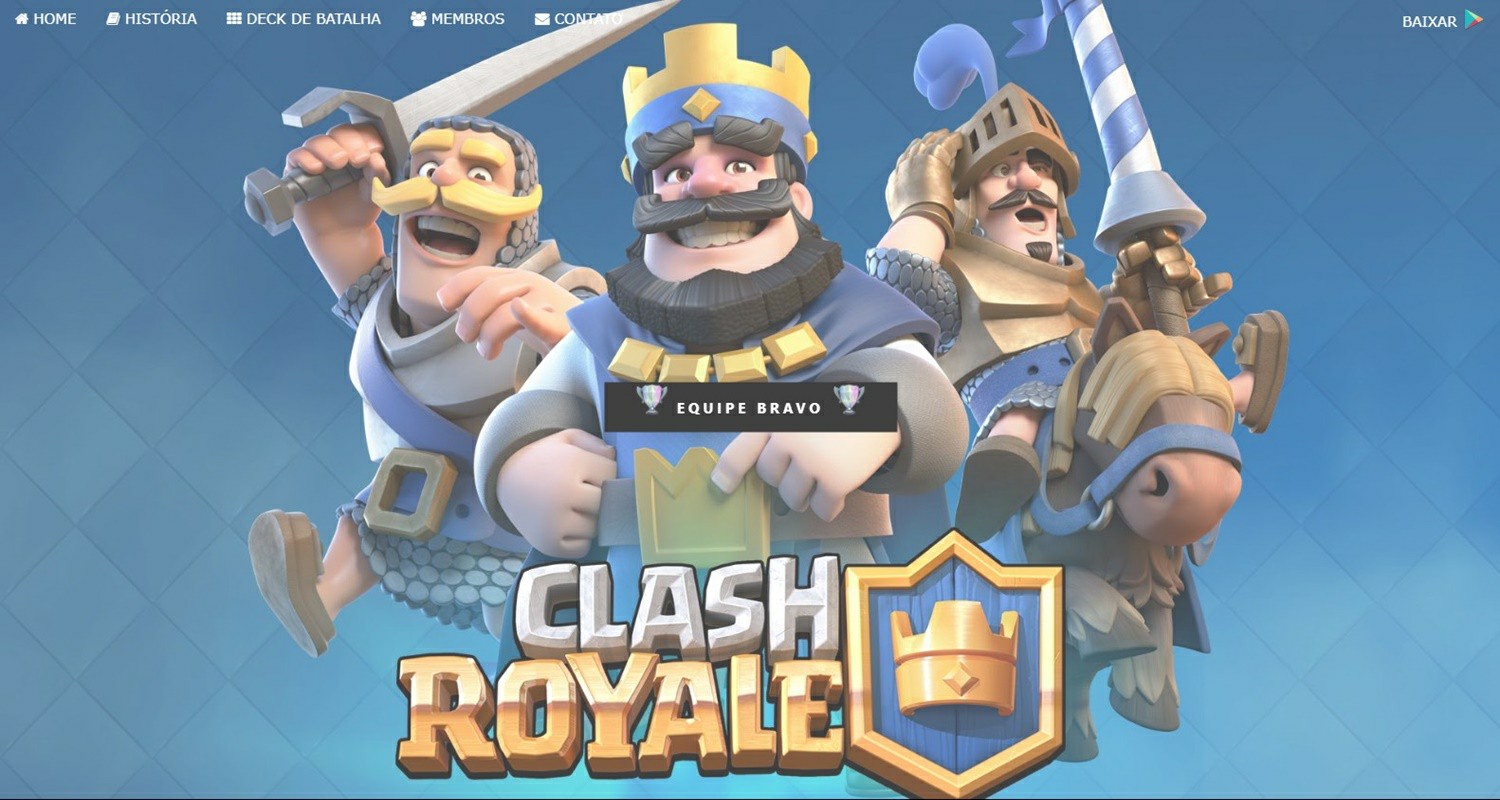 HOME HISTÓRIA DECK DE BATALHA MEMBROS CONTATO BAIXAR
EQUIPE BRAVO
CLASH
ROYALE